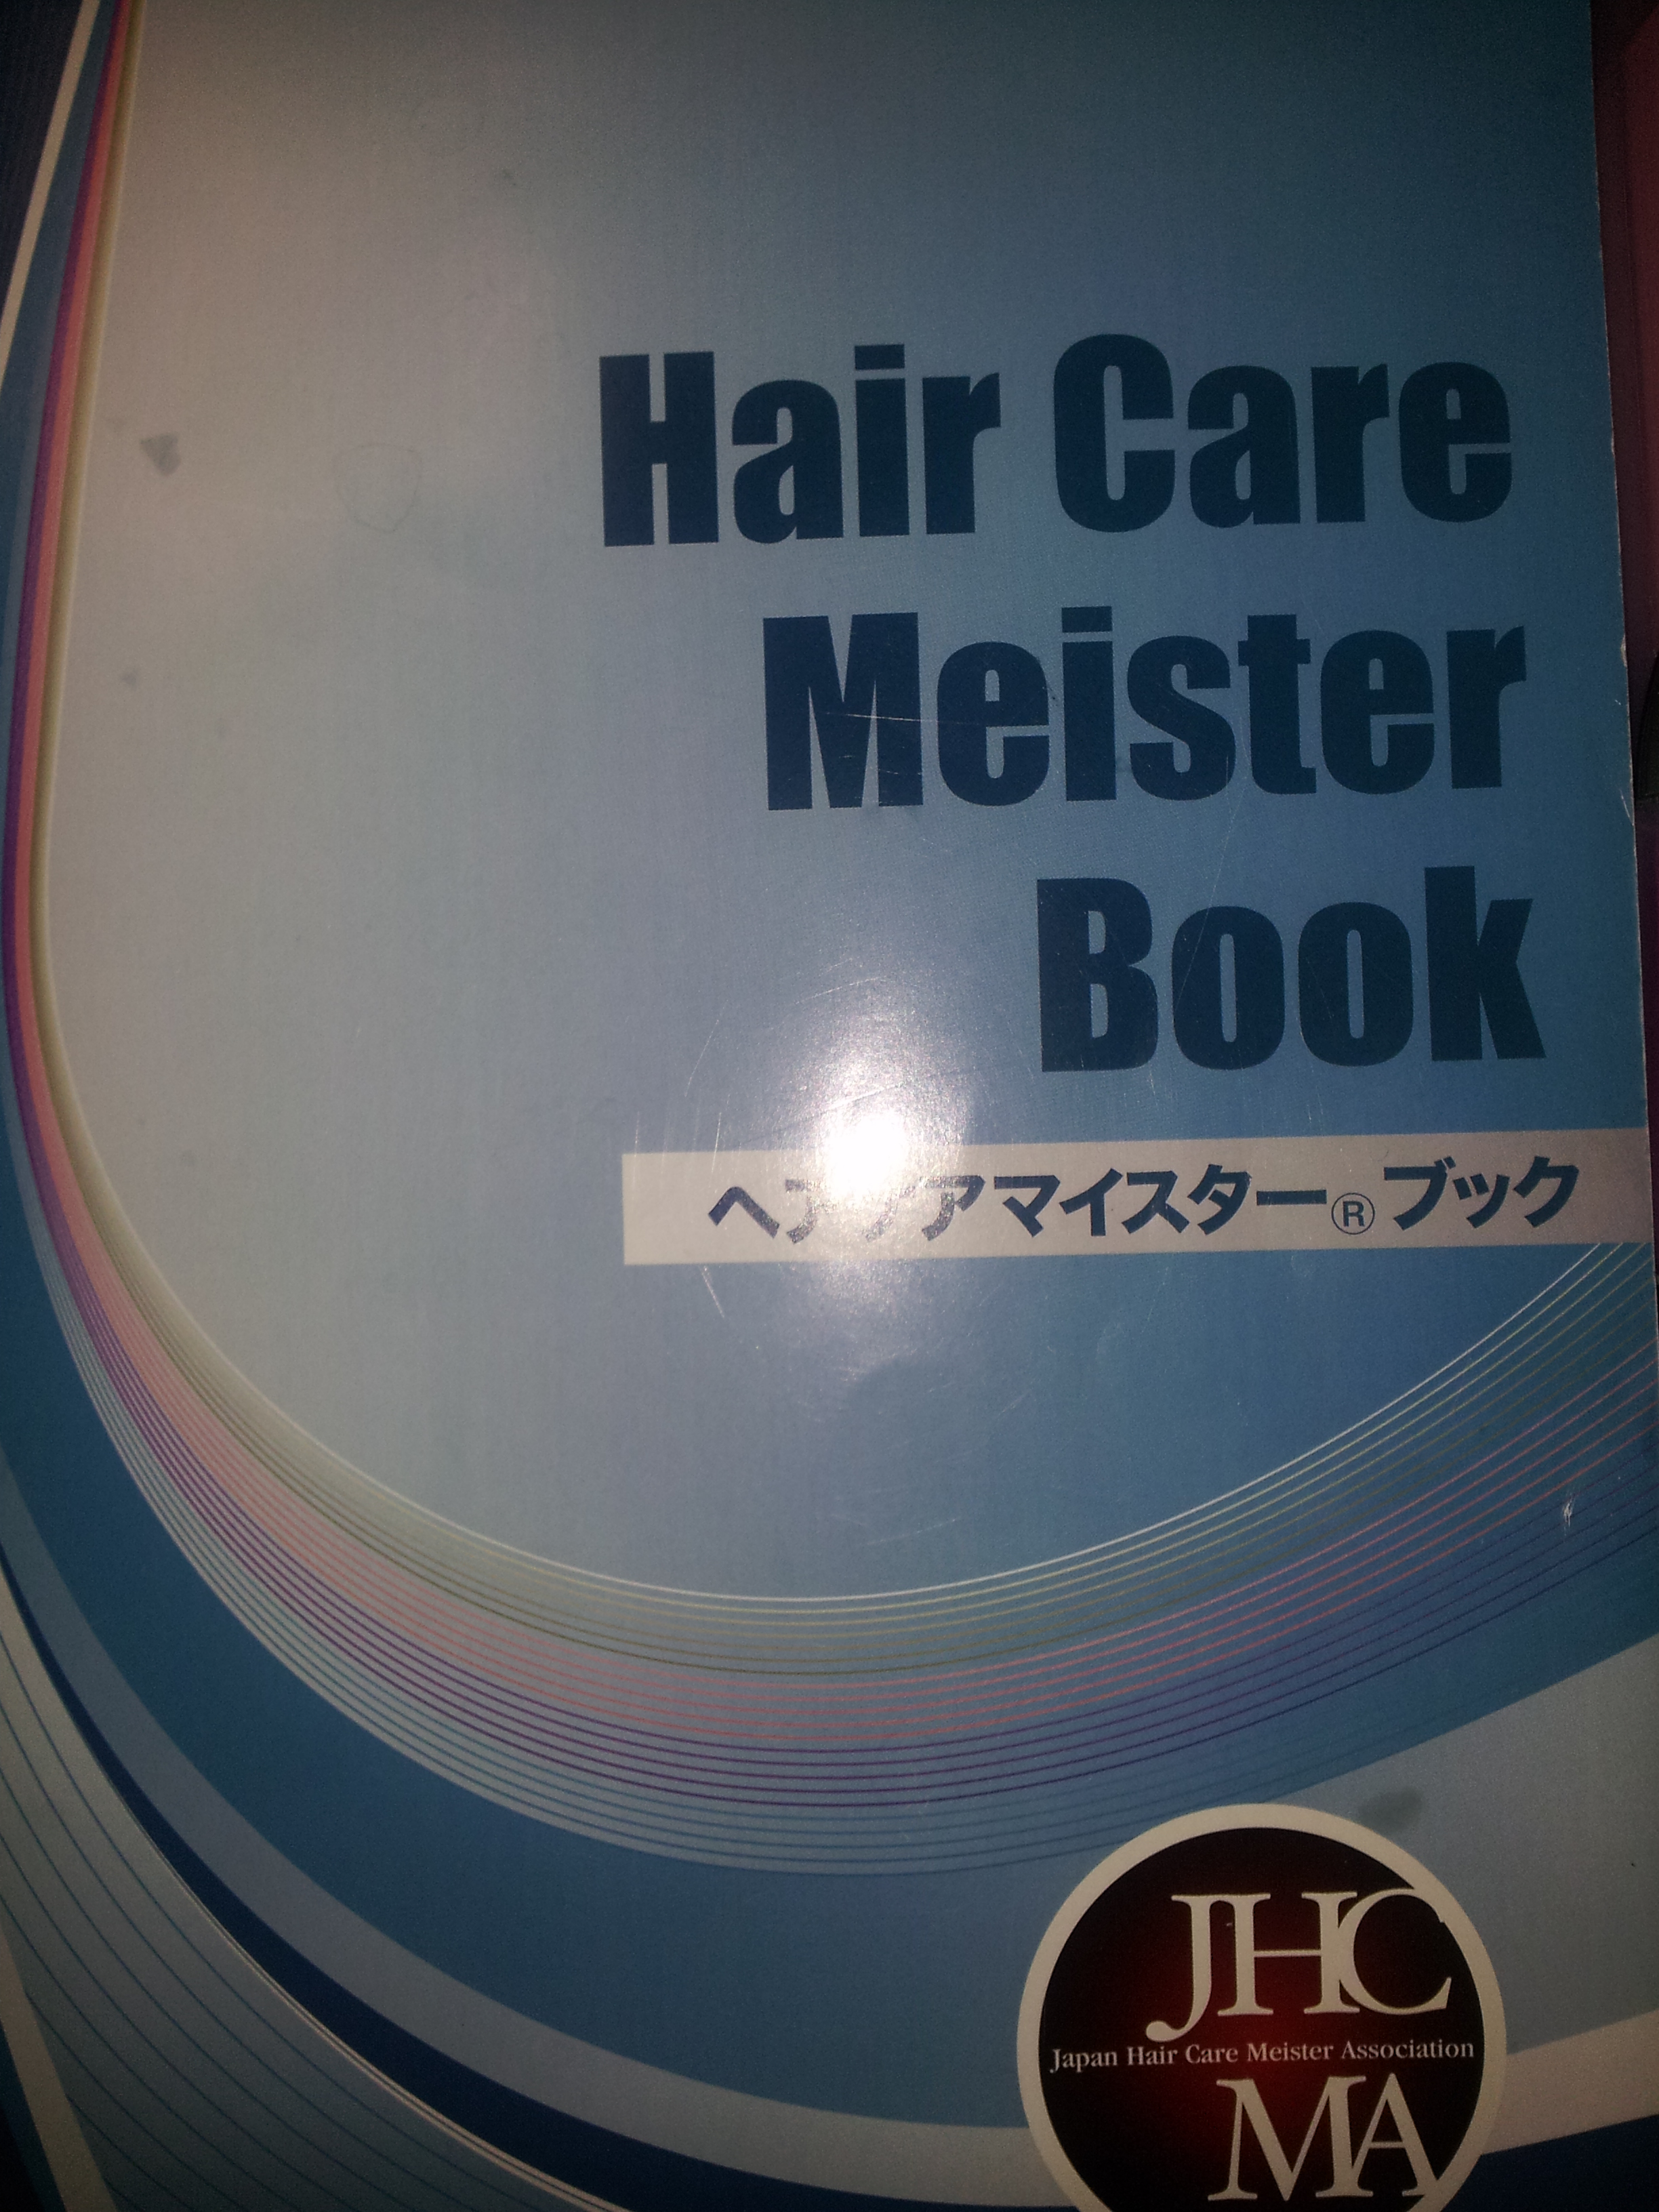 Hair Care
Meister
Book
ヘアケアマイスター®ブック
JHC
Japan Hair Care Meister Association
MA